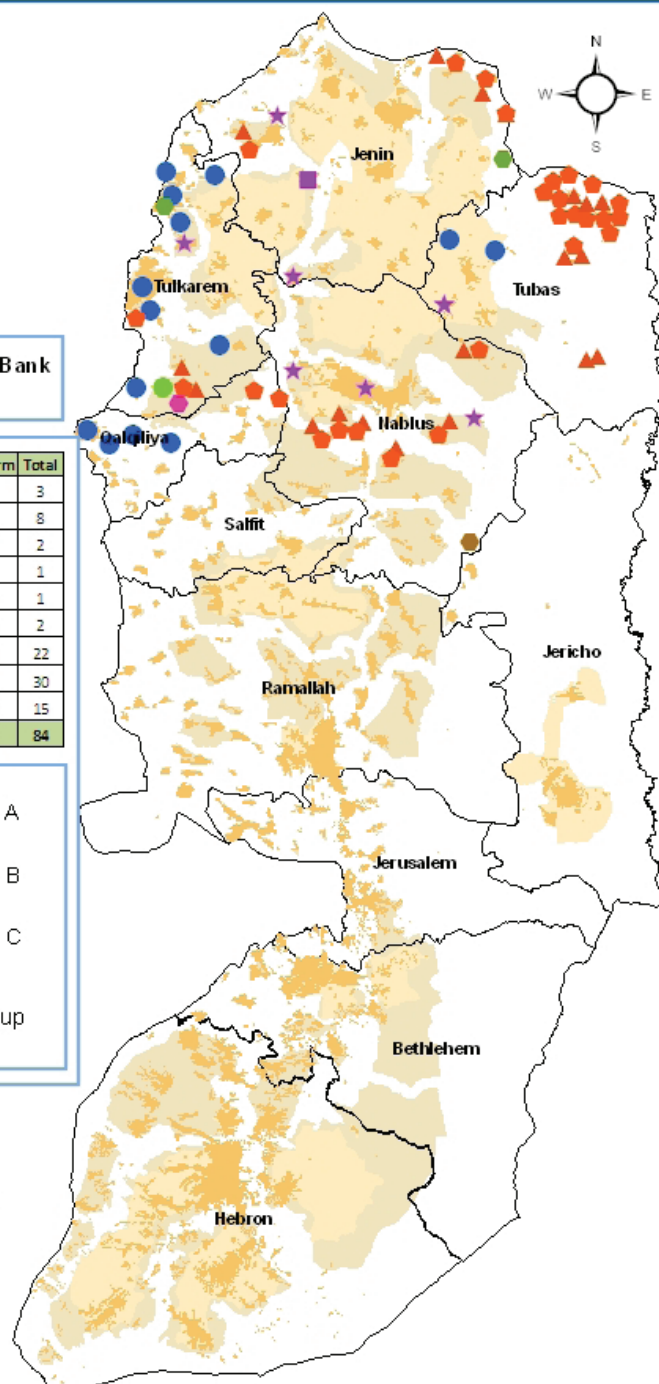 N
W E
S
Jenin
Tubas
Tulkarem
Bank
Nablus
Qalqiliya
rm Total
3
8
2
1
1
2
22
30
15
84
Salfit
Jericho
Ramallah
A
B
C
up
Jerusalem
Bethlehem
Hebron